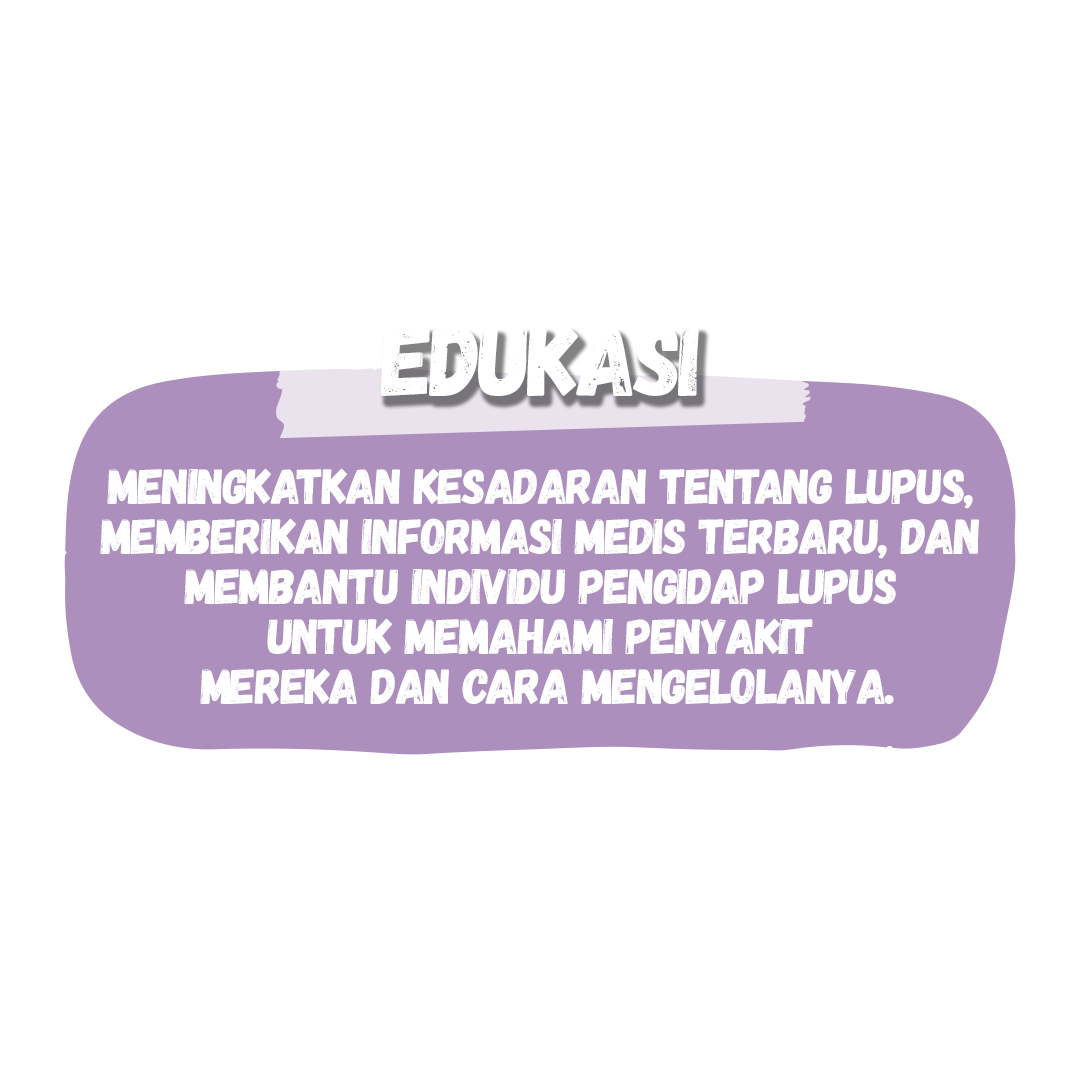 EDUKASI
MENINGKATKAN KESADARAN TENTANG LUPUS,
MEMBERIKAN INFORMASI MEDIS TERBARU, DAN
MEMBANTU INDIVIDU PENGIDAP LUPUS
UNTUK MEMAHAMI PENYAKIT
MEREKA DAN CARA MENGELOLANYA.